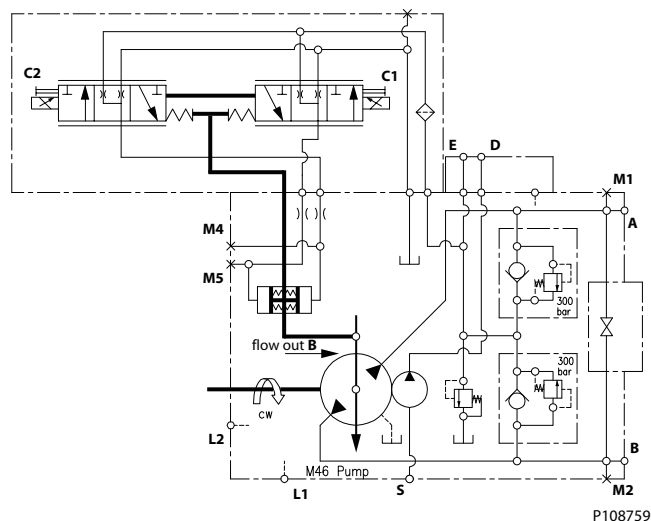 C2
C1
E
D
M1
A
M4
M5
300
bar
flow out B
300
bar
CW
L2
B
M46 Pump
L1
S
M2
P108759